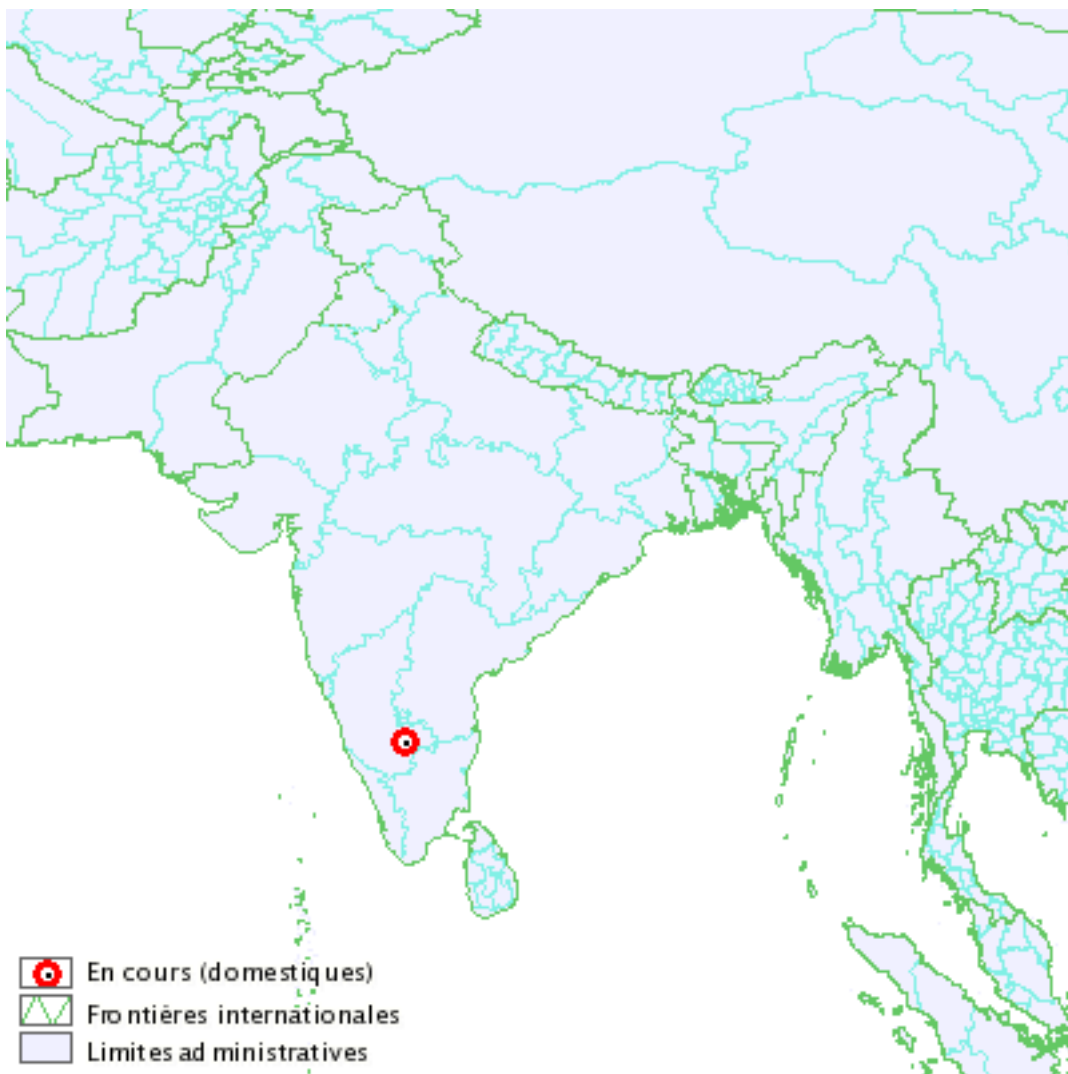 En cours (domestiques)
Frontières internationales
Limites administratives